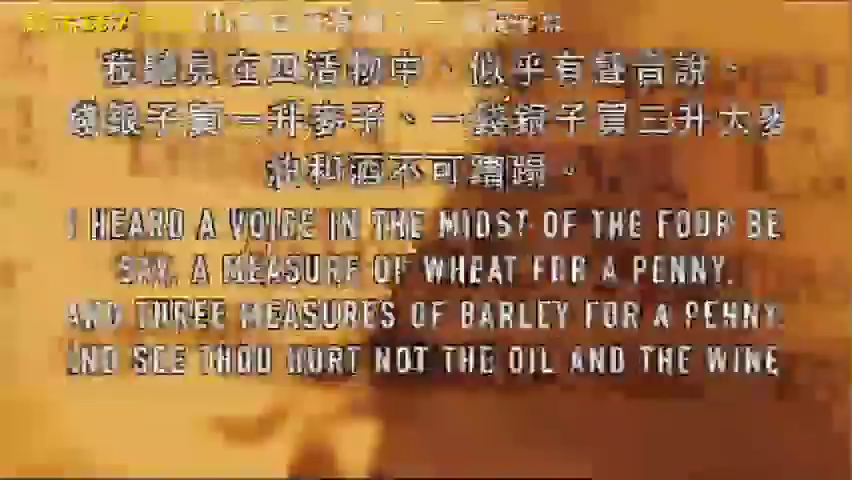 我聽見在四活物中、似乎有聲音說、
錢銀子買一升麥子、一錢銀子買三升大麥
油和酒不可蹧蹋。
I HEARD A VOICE IN THE MIDST OF THE FOUR BE
SAY, A MEASURE OF WHEAT FOR A PENNY,
AND THREE MEASURES OF BARLEY FOR A PENNY
AND SEE THOU HURT NOT THE OIL AND THE WINE